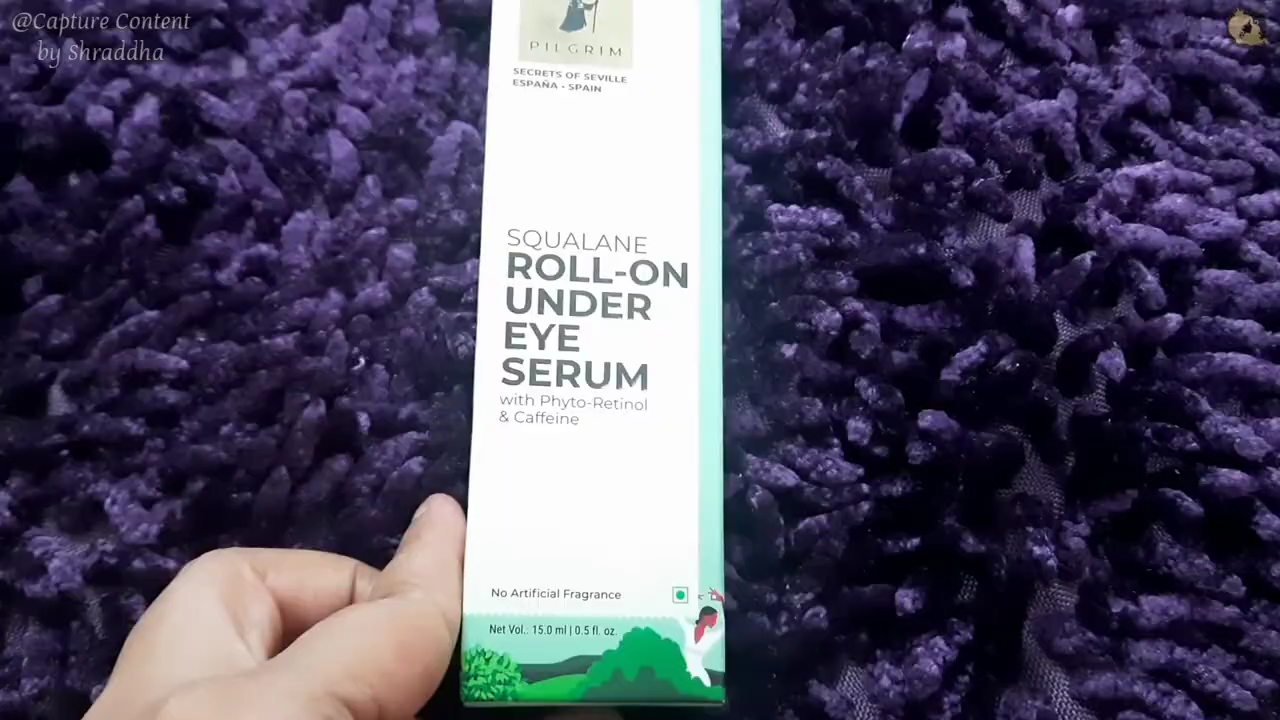 @Capture Content
by Shraddha
PILGRIM
SECRETS OF SEVILLE
ESPAÑA - SPAIN
SQUALANE
ROLL-ON
UNDER
EYE
SERUM
with Phyto-Retinol
& Caffeine
No Artificial Fragrance
Net Vol.. 15.0 ml | 0.5 fl. oz.